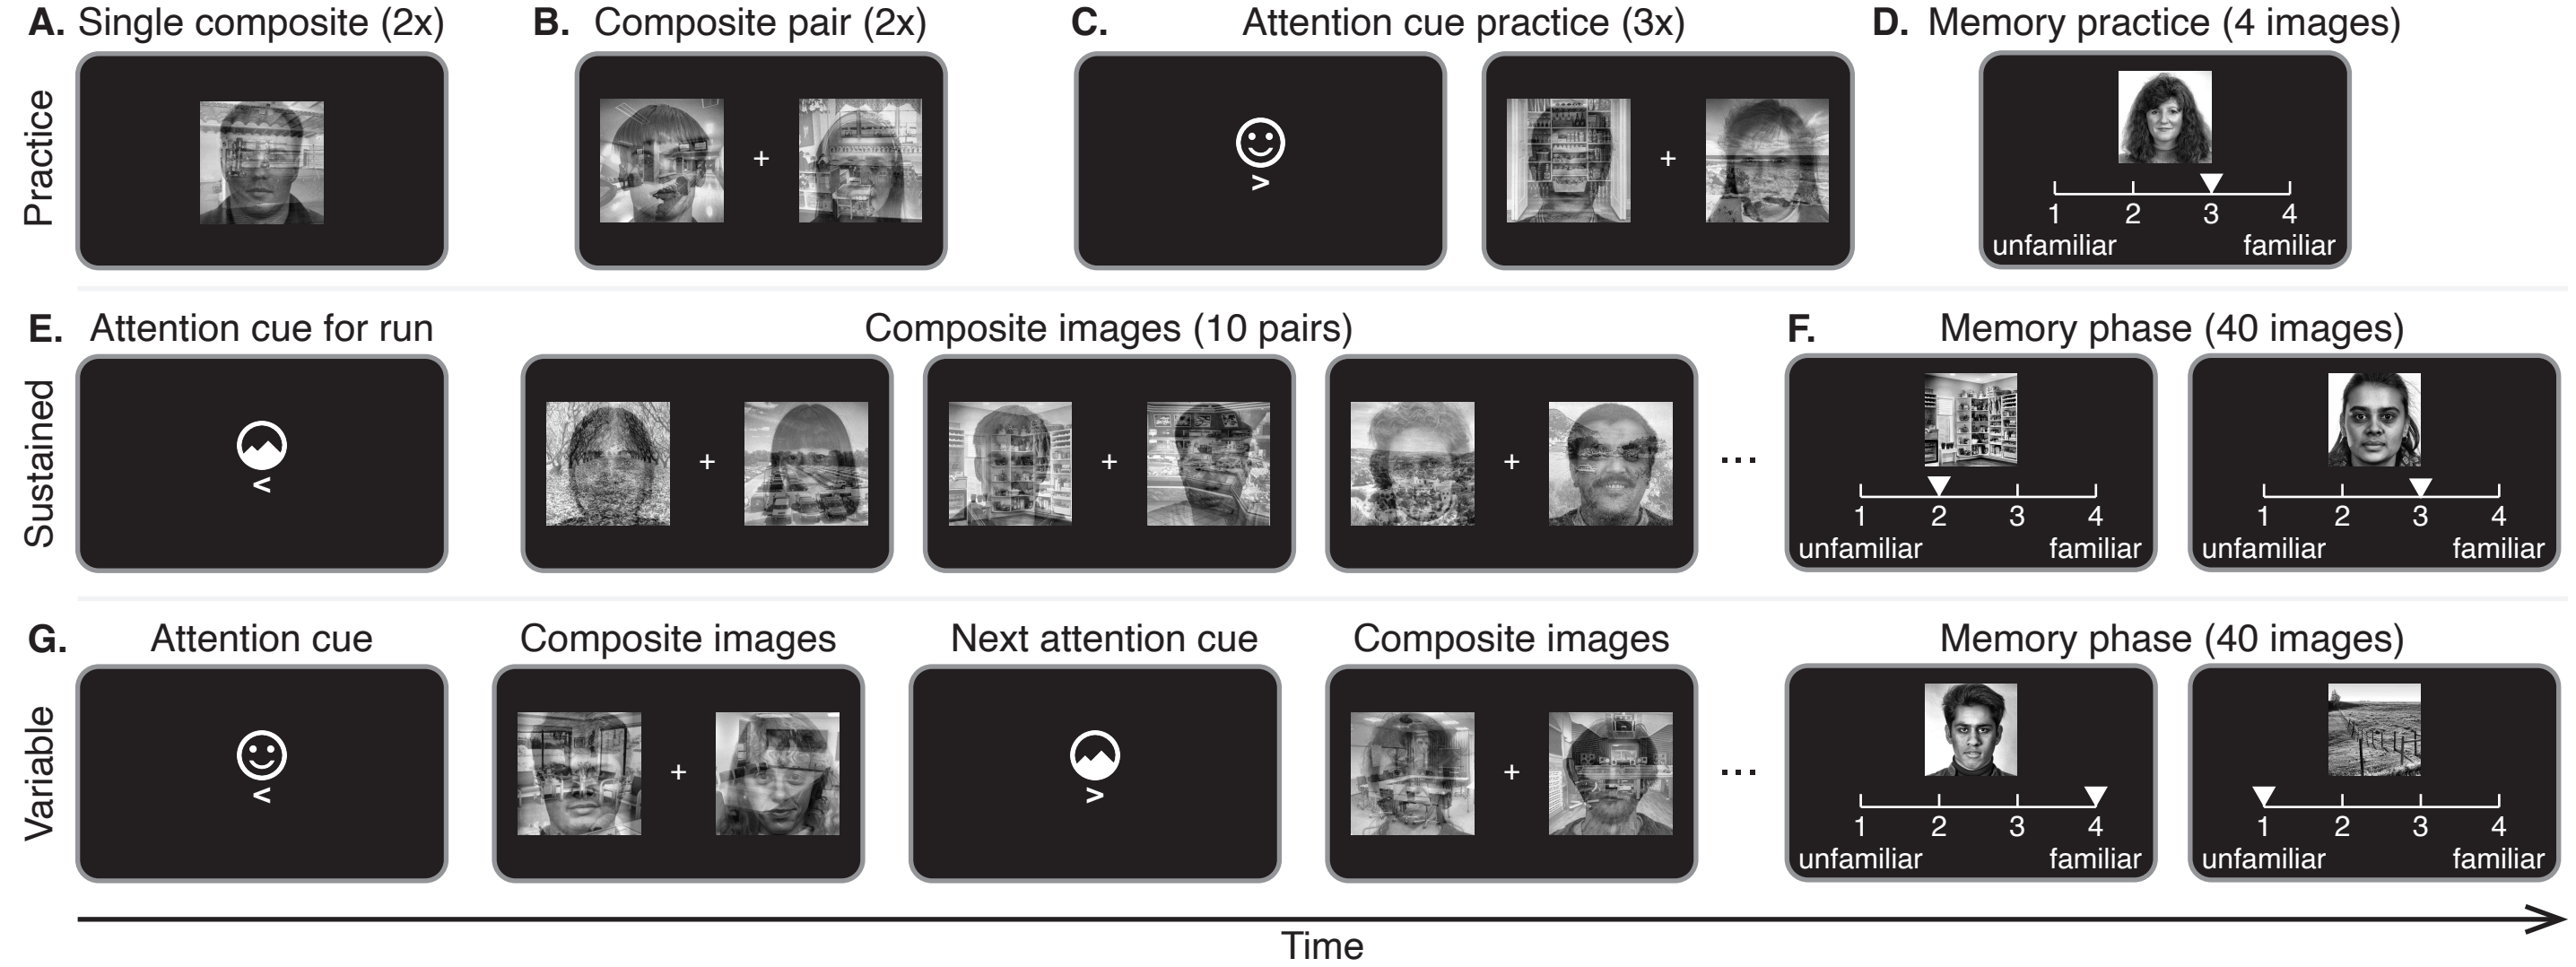 A. Single composite (2x)
B. Composite pair (2x)
C. Attention cue practice (3x)
D. Memory practice (4 images)
Practice
+
>
+
1 2 3 4
unfamiliar familiar
E. Attention cue for run
Composite images (10 pairs)
F. Memory phase (40 images)
Sustained
<
+
+
+
...
1 2 3 4
unfamiliar familiar
1 2 3 4
unfamiliar familiar
G. Attention cue
Composite images
Next attention cue
Composite images
Memory phase (40 images)
Variable
<
+
>
+
...
1 2 3 4
unfamiliar familiar
1 2 3 4
unfamiliar familiar
Time